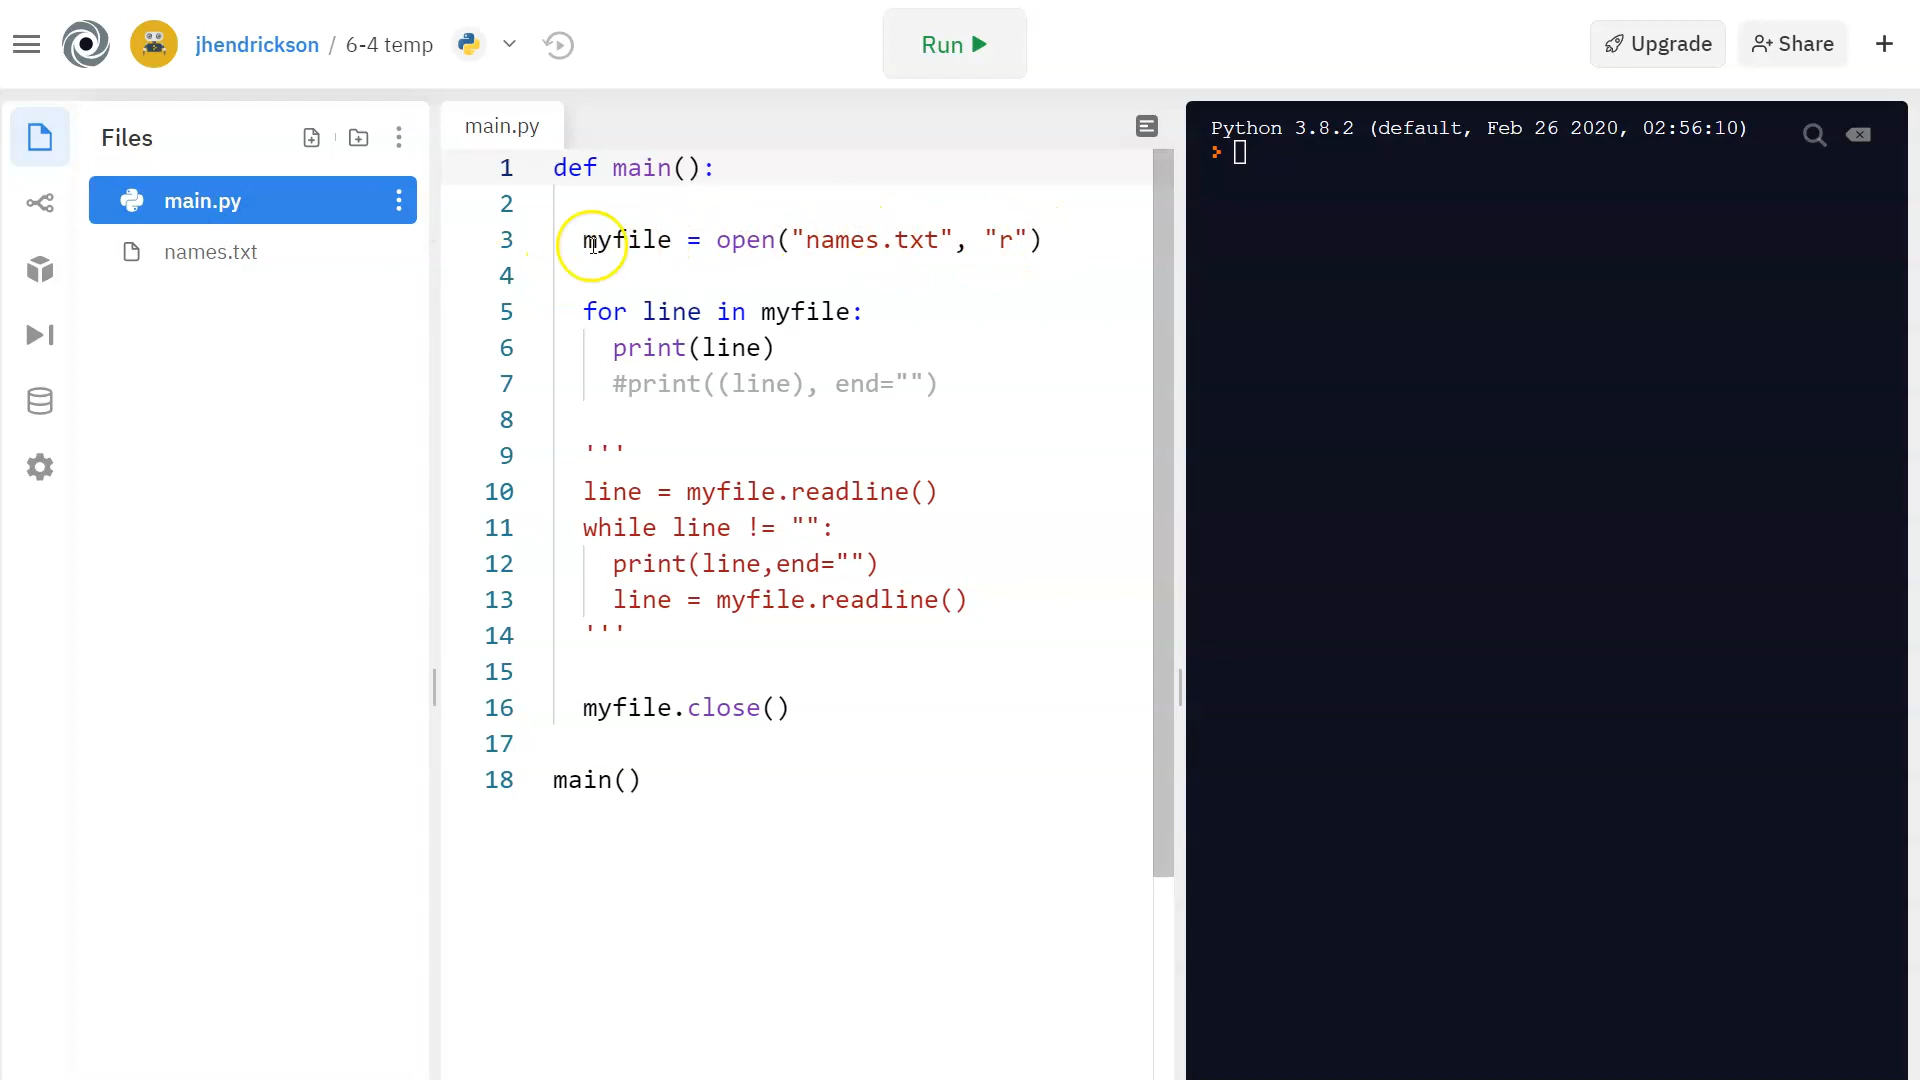 jhendrickson / 6-4 temp
Run
Upgrade
Share
Files
main.py
names.txt
main.py
1 def main():
2
3 myfile = open("names.txt", "r")
4
5 for line in myfile:
6 print(line)
7 #print((line), end="")
8
9 '''
10 line = myfile.readline()
11 while line != "":
12 print(line,end="")
13 line = myfile.readline()
14 '''
15
16 myfile.close()
17
18 main()
Python 3.8.2 (default, Feb 26 2020, 02:56:10)